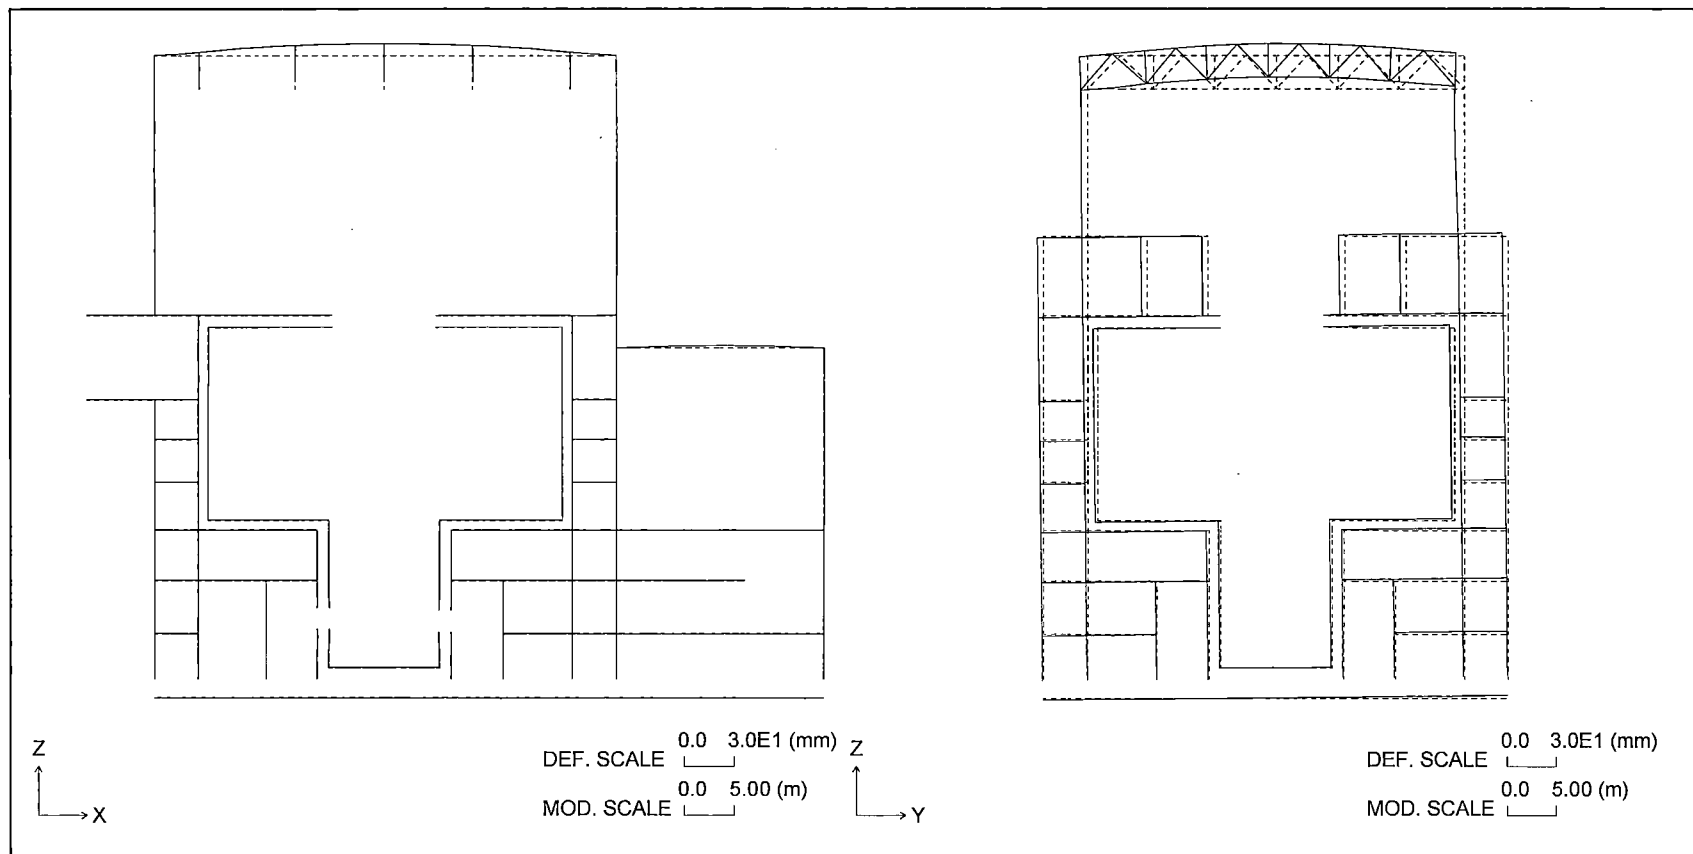 Z
X
0.0 3.0E1 (mm)
DEF. SCALE
0.0 5.00 (m)
MOD. SCALE
Z
Y
0.0 3.0E1 (mm)
DEF. SCALE
0.0 5.00 (m)
MOD. SCALE